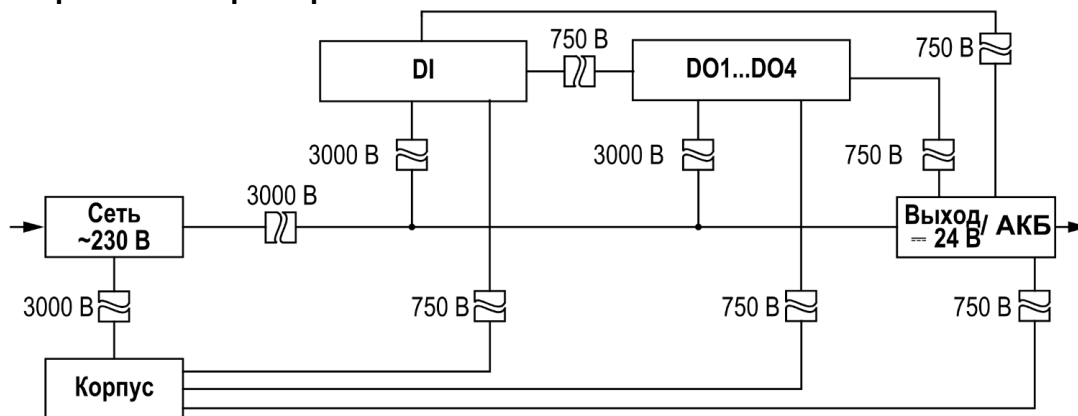 750 В
DI
DO1...DO4
750 В
3000 В
3000 В
750 В
3000 В
Сеть
~230 В
Выход/ АКБ
⎓ 24 В
3000 В
750 В
750 В
750 В
Корпус